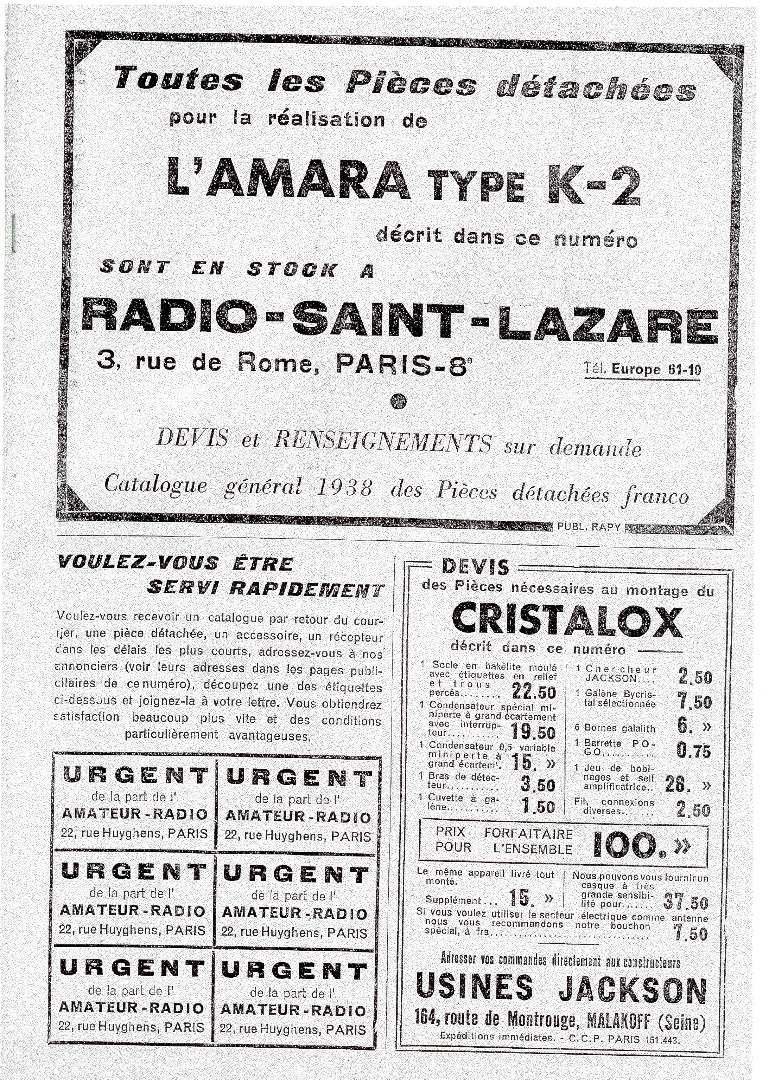 Toutes les Pièces détachées
pour la réalisation de
L'AMARA TYPE K-2
décrit dans ce numéro
SONT EN STOCK A
RADIO-SAINT-LAZARE
3, rue de Rome, PARIS-8e
Tél. Europe 61-10
DEVIS et RENSEIGNEMENTS sur demande
Catalogue général 1938 des Pièces détachées franco
PUBL. RAPY
VOULEZ-VOUS ÊTRE
SERVI RAPIDEMENT
Voulez-vous recevoir un catalogue par retour du cour-
rier, une pièce détachée, un accessoire, un récepteur
dans les délais les plus courts, adressez-vous à nos
annonciers (voir leurs adresses dans les pages publi-
citaires de ce numéro), découpez une des étiquettes
ci-dessous et joignez-la à votre lettre. Vous obtiendrez
satisfaction beaucoup plus vite et des conditions
particulièrement avantageuses.
URGENT
de la part de l'
AMATEUR-RADIO
22, rue Huyghens, PARIS
URGENT
de la part de l'
AMATEUR-RADIO
22, rue Huyghens, PARIS
URGENT
de la part de l'
AMATEUR-RADIO
22, rue Huyghens, PARIS
URGENT
de la part de l'
AMATEUR-RADIO
22, rue Huyghens, PARIS
URGENT
de la part de l'
AMATEUR-RADIO
22, rue Huyghens, PARIS
URGENT
de la part de l'
AMATEUR-RADIO
22, rue Huyghens, PARIS
DEVIS
des Pièces nécessaires au montage du
CRISTALOX
décrit dans ce numéro
1 Socle en bakélite moulé
avec étiquettes en relief
et trous
percés........ 22.50
1 Condensateur spécial mi-
niperte à grand écartement
avec interrup-
teur........ 19.50
1 Condensateur 0,5 variable
miniperte à
grand écartem'. 15. »
1 Bras de détec-
teur.......... 3.50
1 Cuvette à ga-
lène.......... 1.50
1 Chercheur
JACKSON. 2.50
1 Galène Bycris-
tal sélectionnée 7.50
6 Bornes galalith 6. »
1 Barrette PO-
GO......... 0.75
1 Jeu de bobi-
nages et self
amplificatrice.. 28. »
Fil, connexions
diverses....... 2.50
PRIX FORFAITAIRE
POUR L'ENSEMBLE 100. »
Le même appareil livré tout
monté.
Supplément... 15. »
Nous pouvons vous fournir un
casque à très
grande sensibi-
lité pour...... 37.50
Si vous voulez utiliser le secteur électrique comme antenne
nous vous recommandons notre bouchon
spécial, à frs........................ 7.50
Adresser vos commandes directement aux constructeurs
USINES JACKSON
164, route de Montrouge, MALAKOFF (Seine)
Expéditions immédiates. - C.C.P. PARIS 151.443.